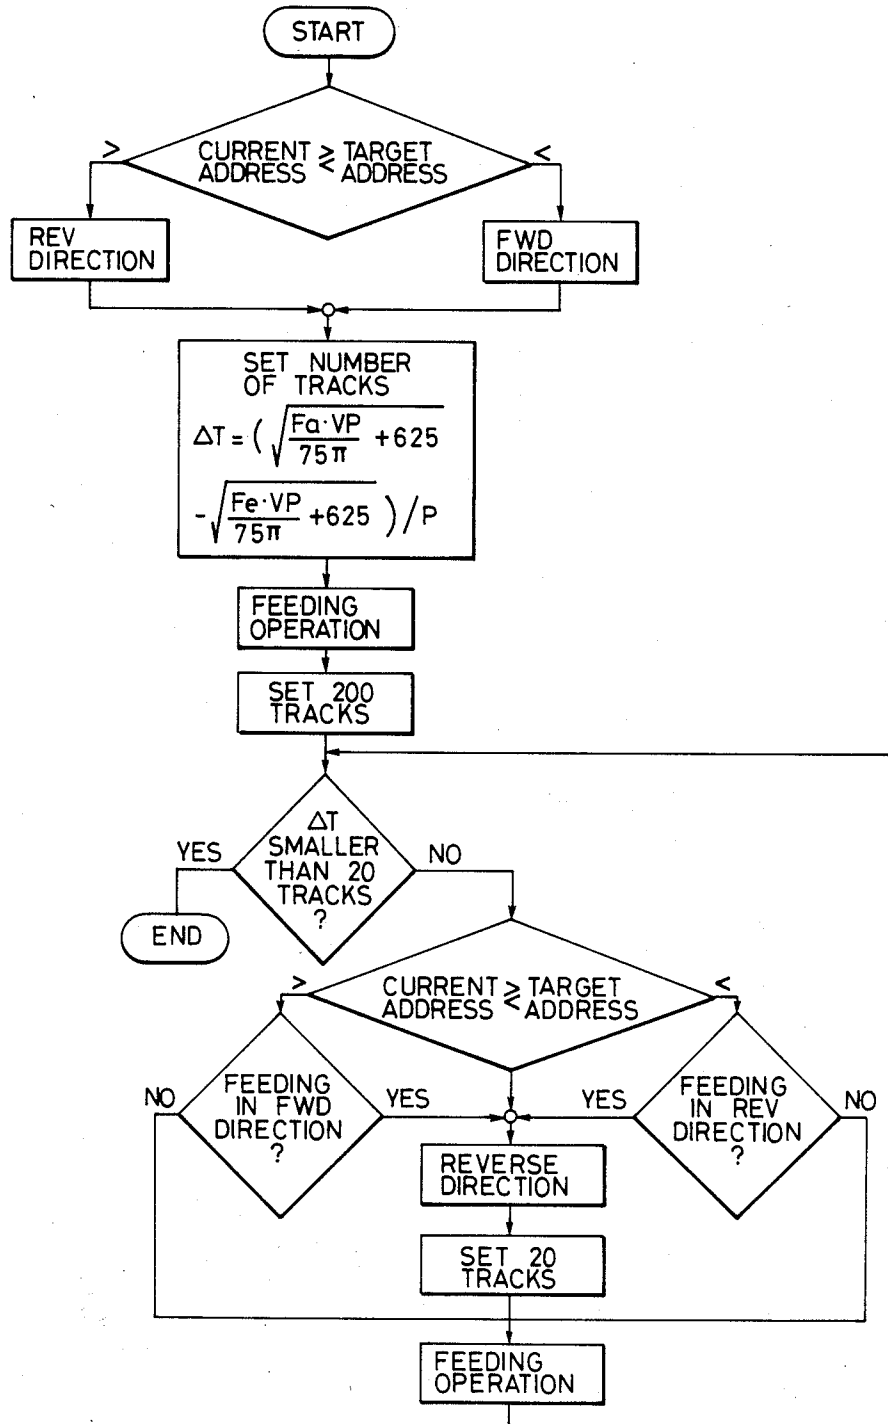 START
CURRENT ≧ TARGET
ADDRESS < ADDRESS
>
<
REV
DIRECTION
FWD
DIRECTION
SET NUMBER
OF TRACKS
ΔT = ( √ Fa·VP / 75π + 625
- √ Fe·VP / 75π + 625 ) / P
FEEDING
OPERATION
SET 200
TRACKS
ΔT
SMALLER
THAN 20
TRACKS
?
YES
NO
END
CURRENT ≧ TARGET
ADDRESS < ADDRESS
>
<
FEEDING
IN FWD
DIRECTION
?
NO
YES
FEEDING
IN REV
DIRECTION
?
YES
NO
REVERSE
DIRECTION
SET 20
TRACKS
FEEDING
OPERATION